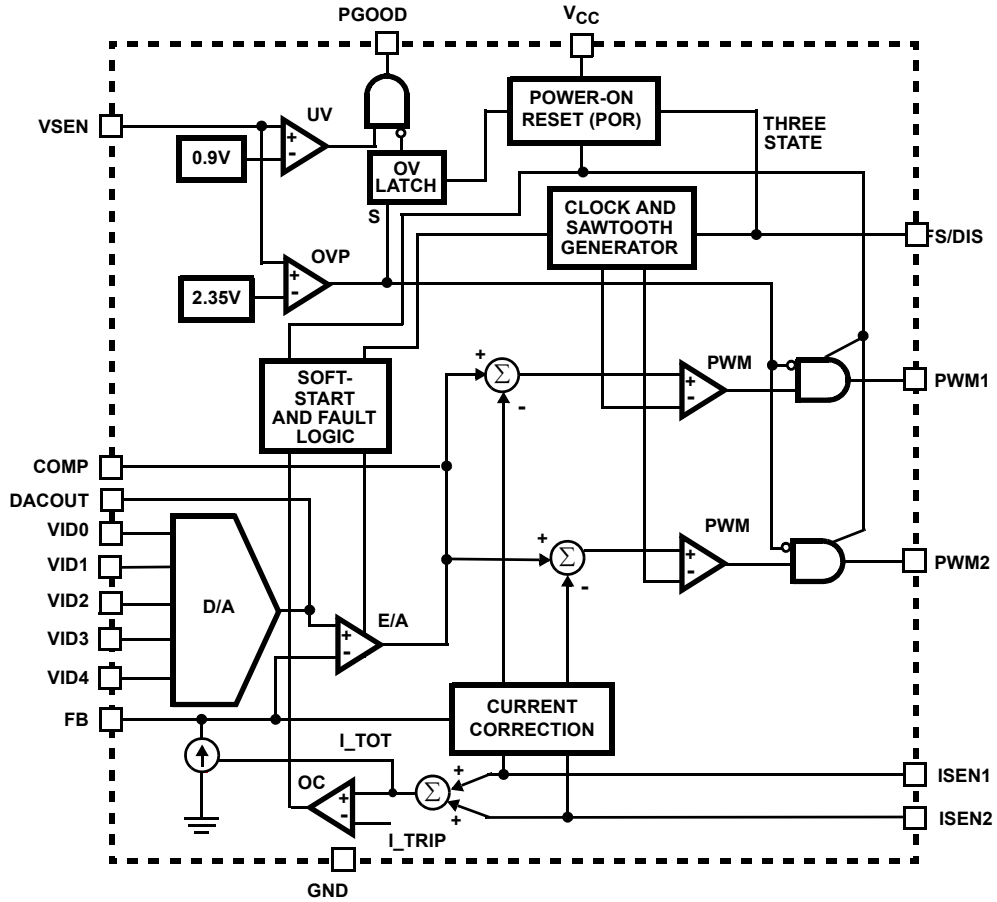 PGOOD
VCC
VSEN
UV
POWER-ON
RESET (POR)
THREE
STATE
0.9V
OV
LATCH
S
CLOCK AND
SAWTOOTH
GENERATOR
FS/DIS
OVP
2.35V
+
-
+
-
SOFT-
START
AND FAULT
LOGIC
+
Σ
-
PWM
+
-
PWM1
COMP
DACOUT
VID0
VID1
VID2
VID3
VID4
D/A
E/A
+
-
+
Σ
-
PWM
+
-
PWM2
FB
CURRENT
CORRECTION
I_TOT
OC
+
-
Σ
+
+
I_TRIP
ISEN1
ISEN2
GND